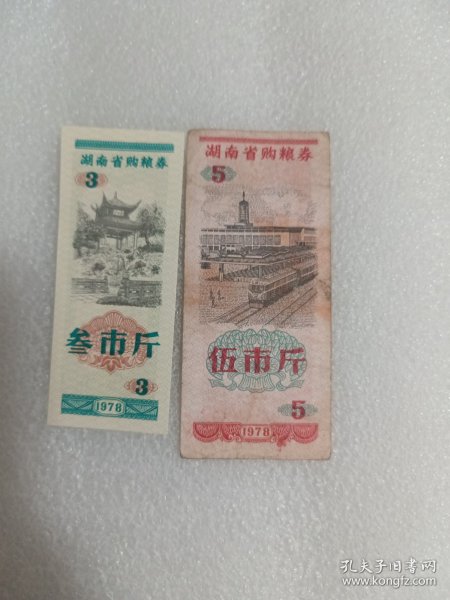 湖南省购粮券
3
叁市斤
3
1978
湖南省购粮券
5
伍市斤
5
1978
孔夫子旧书网
www.kongfz.com